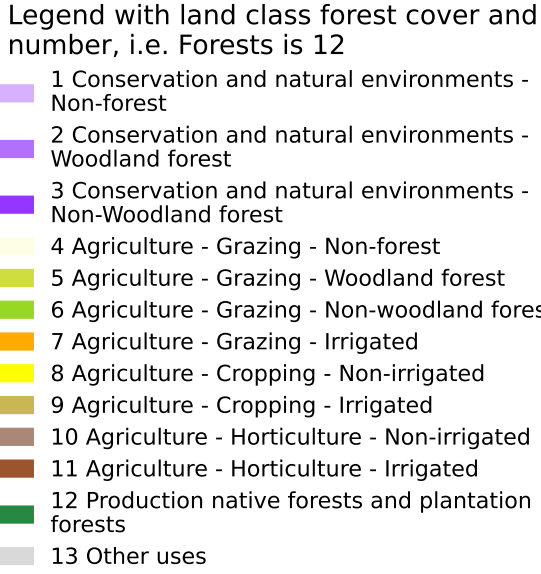 Legend with land class forest cover and
number, i.e. Forests is 12
1 Conservation and natural environments -
Non-forest
2 Conservation and natural environments -
Woodland forest
3 Conservation and natural environments -
Non-Woodland forest
4 Agriculture - Grazing - Non-forest
5 Agriculture - Grazing - Woodland forest
6 Agriculture - Grazing - Non-woodland fores
7 Agriculture - Grazing - Irrigated
8 Agriculture - Cropping - Non-irrigated
9 Agriculture - Cropping - Irrigated
10 Agriculture - Horticulture - Non-irrigated
11 Agriculture - Horticulture - Irrigated
12 Production native forests and plantation
forests
13 Other uses